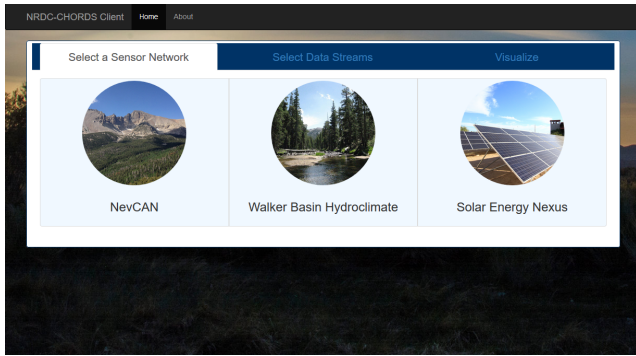 NRDC-CHORDS Client Home About
Select a Sensor Network Select Data Streams Visualize
NevCAN Walker Basin Hydroclimate Solar Energy Nexus